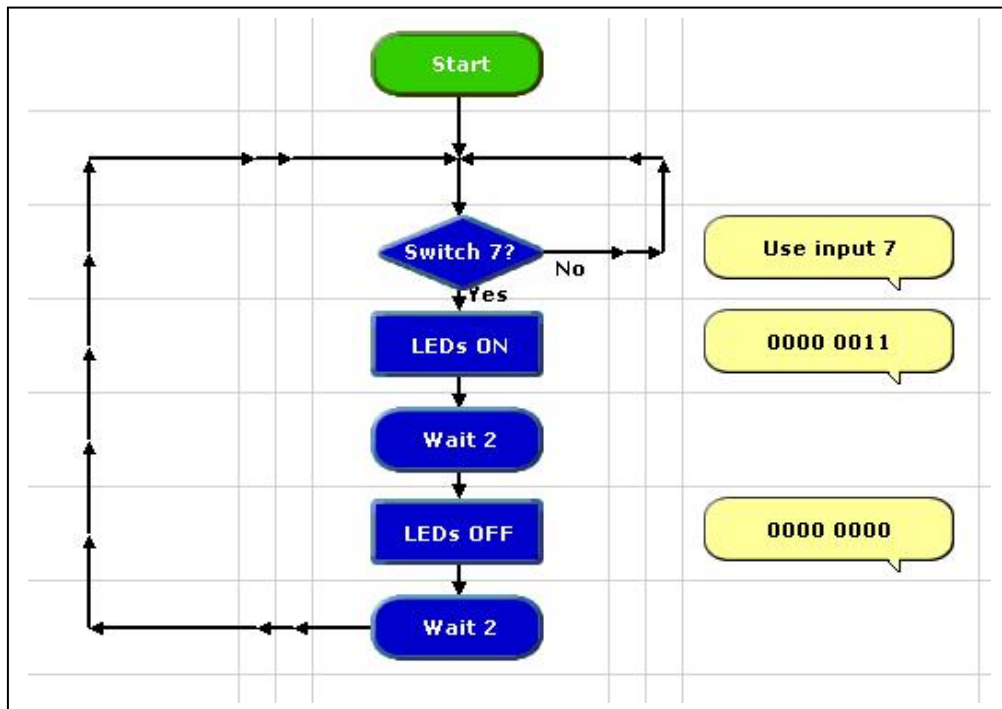 Start
Switch 7?
Use input 7
No
Yes
LEDs ON
0000 0011
Wait 2
LEDs OFF
0000 0000
Wait 2